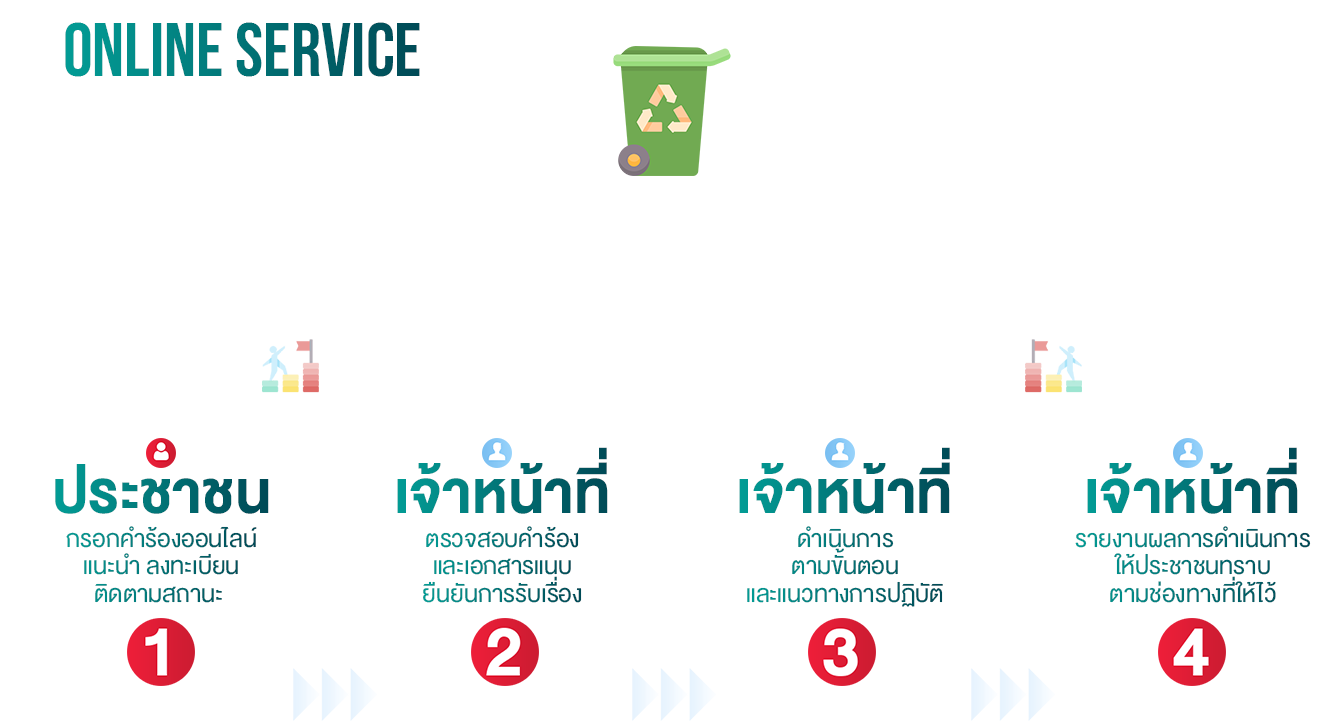 ONLINE SERVICE
ประชาชน
กรอกคำร้องออนไลน์
แนะนำ ลงทะเบียน
ติดตามสถานะ
1
เจ้าหน้าที่
ตรวจสอบคำร้อง
และเอกสารแนบ
ยืนยันการรับเรื่อง
2
เจ้าหน้าที่
ดำเนินการ
ตามขั้นตอน
และแนวทางการปฏิบัติ
3
เจ้าหน้าที่
รายงานผลการดำเนินการ
ให้ประชาชนทราบ
ตามช่องทางที่ให้ไว้
4